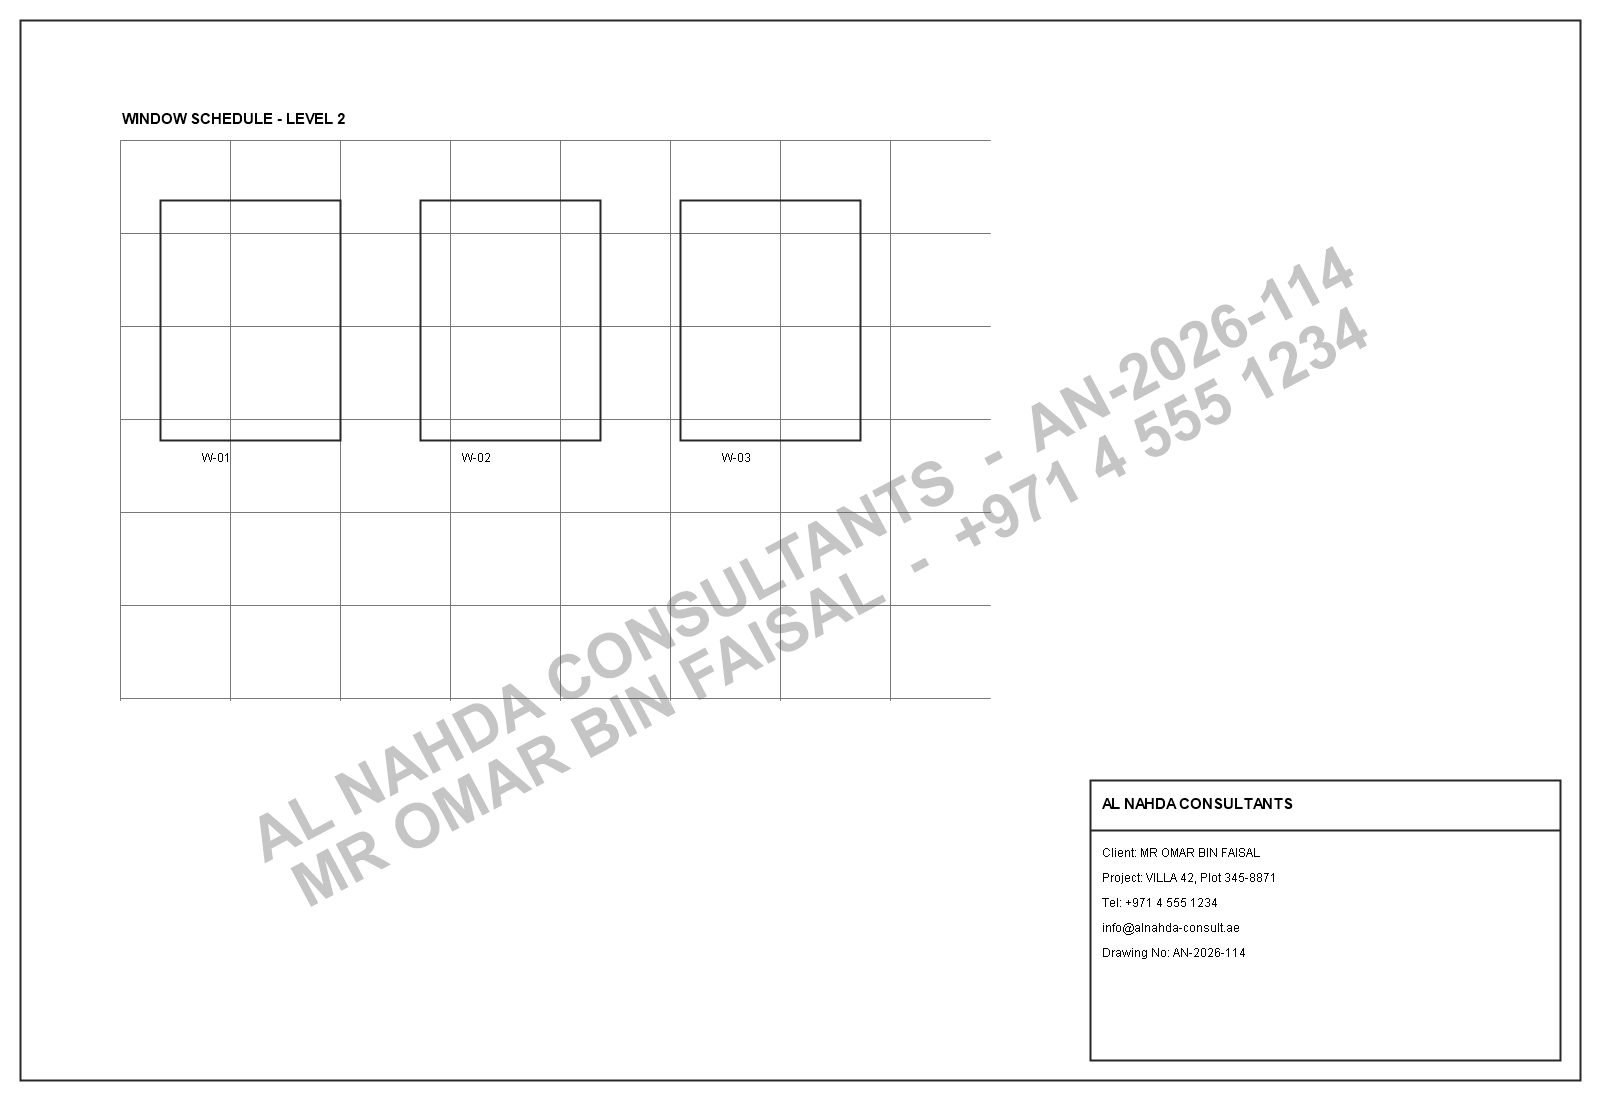 WINDOW SCHEDULE - LEVEL 2
W-01
W-02
W-03
AL NAHDA CONSULTANTS - AN-2026-114
MR OMAR BIN FAISAL - +971 4 555 1234
AL NAHDA CONSULTANTS
Client: MR OMAR BIN FAISAL
Project: VILLA 42, Plot 345-8871
Tel: +971 4 555 1234
info@alnahda-consult.ae
Drawing No: AN-2026-114